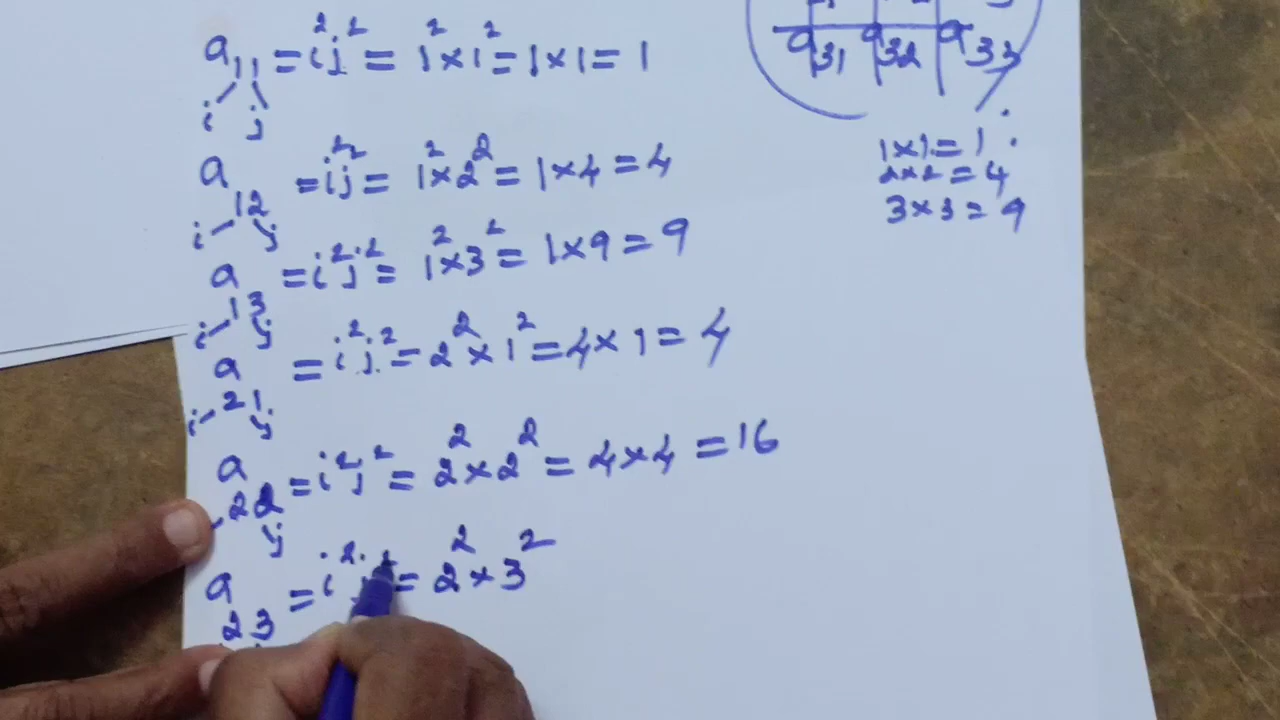 a₁₁ = i²j² = 1² × 1² = 1 × 1 = 1
i j
a₁₂ = i²j² = 1² × 2² = 1 × 4 = 4
i j
a₁₃ = i²j² = 1² × 3² = 1 × 9 = 9
i j
a₂₁ = i²j² = 2² × 1² = 4 × 1 = 4
i j
a₂₂ = i²j² = 2² × 2² = 4 × 4 = 16
j
a₂₃ = i²j² = 2² × 3²
a₃₁ a₃₂ a₃₃
1 × 1 = 1
2 × 2 = 4
3 × 3 = 9